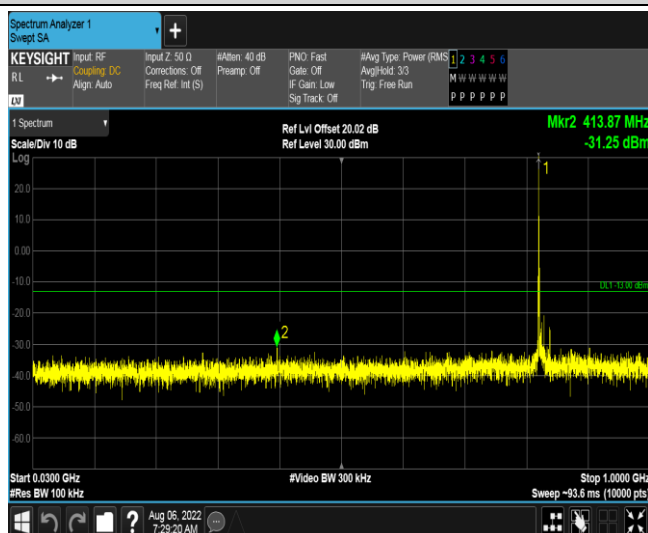 Spectrum Analyzer 1
Swept SA
+
KEYSIGHT
RL
LXI
Input: RF
Coupling: DC
Align: Auto
Input Z: 50 Ω
Corrections: Off
Freq Ref: Int (S)
#Atten: 40 dB
Preamp: Off
PNO: Fast
Gate: Off
IF Gain: Low
Sig Track: Off
#Avg Type: Power (RMS
Avg|Hold: 3/3
Trig: Free Run
1 2 3 4 5 6
M W W W W W
P P P P P P
1 Spectrum
Scale/Div 10 dB
Ref Lvl Offset 20.02 dB
Ref Level 30.00 dBm
Mkr2 413.87 MHz
-31.25 dBm
Log
1
20.0
10.0
0.00
-10.0
DL1 -13.00 dBm
-20.0
-30.0
2
-40.0
-50.0
-60.0
Start 0.0300 GHz
#Video BW 300 kHz
Stop 1.0000 GHz
#Res BW 100 kHz
Sweep ~93.6 ms (10000 pts)
?
Aug 06, 2022
7:29:20 AM